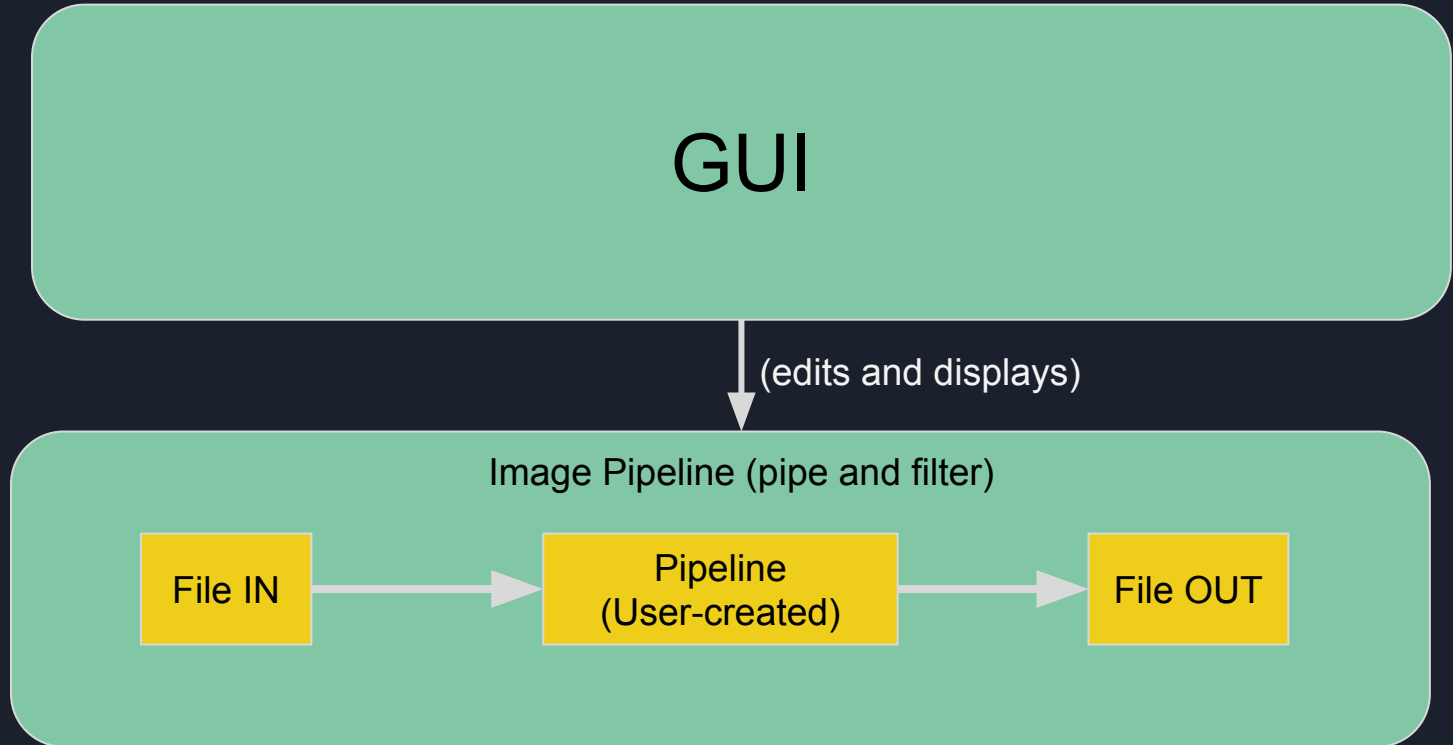 GUI
(edits and displays)
Image Pipeline (pipe and filter)
File IN
Pipeline
(User-created)
File OUT